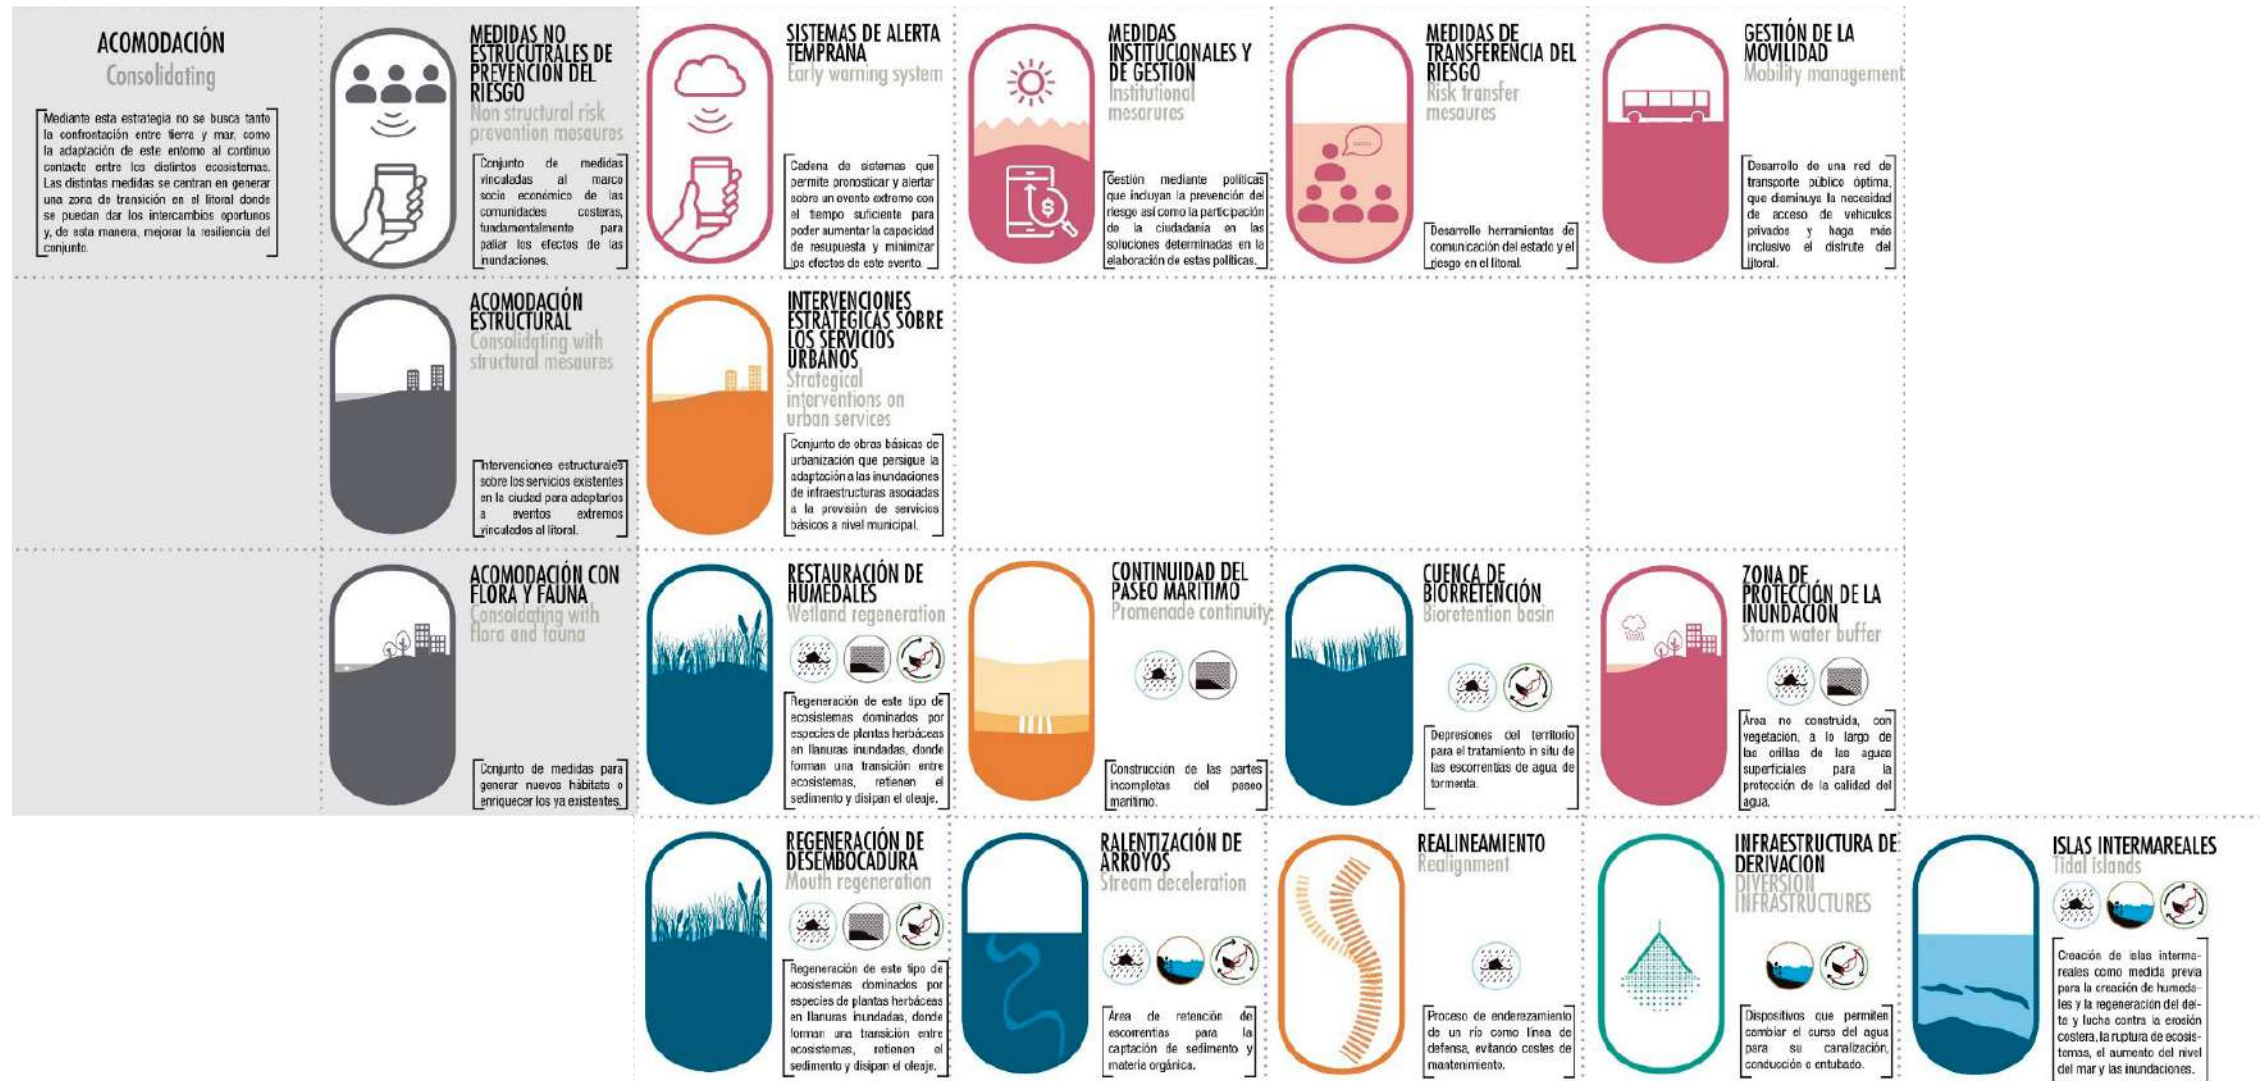 ACOMODACIÓN
Consolidating
Mediante esta estrategia no se busca tanto
la confrontación entre tierra y mar, como
la adaptación de este entorno al continuo
contacto entre los distintos ecosistemas.
Las distintas medidas se centran en generar
una zona de transición en el litoral donde
se puedan dar los intercambios oportunos
y, de esta manera, mejorar la resiliencia del
conjunto.
MEDIDAS NO
ESTRUCUTRALES DE
PREVENCIÓN DEL
RIESGO
Non structural risk
prevention mesaures
Conjunto de medidas
vinculadas al marco
socio económico de las
comunidades costeras,
fundamentalmente para
paliar los efectos de las
inundaciones.
SISTEMAS DE ALERTA
TEMPRANA
Early warning system
Cadena de sistemas que
permite pronosticar y alertar
sobre un evento extremo con
el tiempo suficiente para
poder aumentar la capacidad
de respuesta y minimizar
los efectos de este evento.
MEDIDAS
INSTITUCIONALES Y
DE GESTIÓN
Institutional
mesarures
Gestión mediante políticas
que incluyan la prevención del
riesgo así como la participación
de la ciudadanía en las
soluciones determinadas en la
elaboración de estas políticas.
MEDIDAS DE
TRANSFERENCIA DEL
RIESGO
Risk transfer
mesaures
Desarrollo herramientas de
comunicación del estado y el
riesgo en el litoral.
GESTIÓN DE LA
MOVILIDAD
Mobility management
Desarrollo de una red de
transporte público óptima,
que disminuya la necesidad
de acceso de vehículos
privados y haga más
inclusivo el disfrute del
litoral.
ACOMODACIÓN
ESTRUCTURAL
Consolidating with
structural mesaures
Intervenciones estructurales
sobre los servicios existentes
en la ciudad para adaptarlos
a eventos extremos
vinculados al litoral.
INTERVENCIONES
ESTRATÉGICAS SOBRE
LOS SERVICIOS
URBANOS
Strategical
interventions on
urban services
Conjunto de obras básicas de
urbanización que persigue la
adaptación a las inundaciones
de infraestructuras asociadas
a la provisión de servicios
básicos a nivel municipal.
ACOMODACIÓN CON
FLORA Y FAUNA
Consoldating with
flora and fauna
Conjunto de medidas para
generar nuevos hábitats o
enriquecer los ya existentes.
RESTAURACIÓN DE
HUMEDALES
Wetland regeneration
Regeneración de este tipo de
ecosistemas dominados por
especies de plantas herbáceas
en llanuras inundadas, donde
forman una transición entre
ecosistemas, retienen el
sedimento y disipan el oleaje.
CONTINUIDAD DEL
PASEO MARÍTIMO
Promenade continuity
Construcción de las partes
incompletas del paseo
marítimo.
CUENCA DE
BIORRETENCIÓN
Bioretention basin
Depresiones del territorio
para el tratamiento in situ de
las escorrentías de agua de
tormenta.
ZONA DE
PROTECCIÓN DE LA
INUNDACIÓN
Storm water buffer
Área no construida, con
vegetación, a lo largo de
las orillas de las aguas
superficiales para la
protección de la calidad del
agua.
REGENERACIÓN DE
DESEMBOCADURA
Mouth regeneration
Regeneración de este tipo de
ecosistemas dominados por
especies de plantas herbáceas
en llanuras inundadas, donde
forman una transición entre
ecosistemas, retienen el
sedimento y disipan el oleaje.
RALENTIZACIÓN DE
ARROYOS
Stream deceleration
Área de retención de
escorrentías para la
captación de sedimento y
materia orgánica.
REALINEAMIENTO
Realignment
Proceso de enderezamiento
de un río como línea de
defensa, evitando costes de
mantenimiento.
INFRAESTRUCTURA DE
DERIVACIÓN
DIVERSION
INFRASTRUCTURES
Dispositivos que permiten
cambiar el curso del agua
para su canalización,
conducción o entubado.
ISLAS INTERMAREALES
Tidal islands
Creación de islas interma-
reales como medida previa
para la creación de humeda-
les y la regeneración del del-
ta y lucha contra la erosión
costera, la ruptura de ecosis-
temas, el aumento del nivel
del mar y las inundaciones.